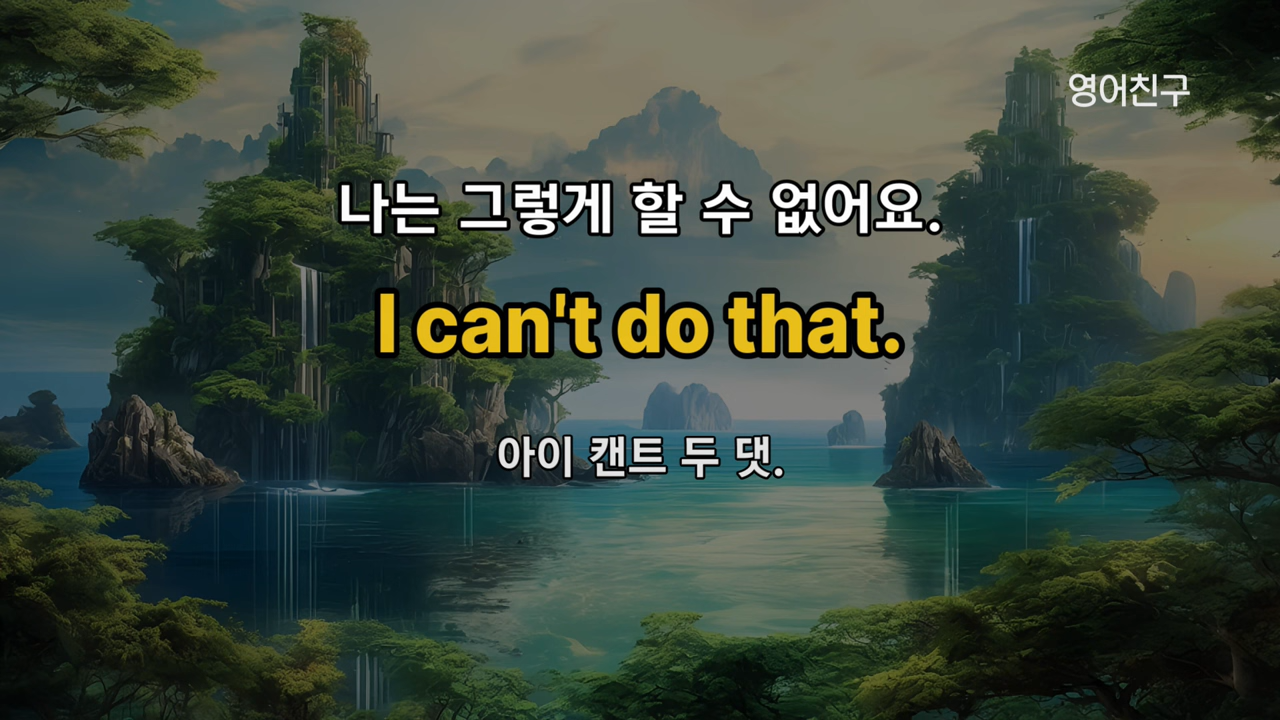 영어친구
나는 그렇게 할 수 없어요.
I can't do that.
아이 캔트 두 댓.